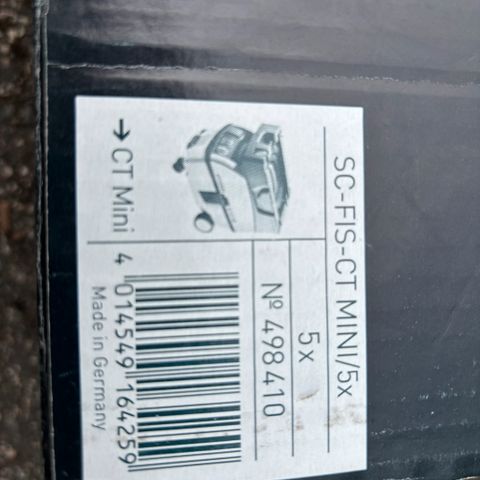 SC-FIS-CT MINI/5x
5x
Nº 498410
→ CT Mini
4 014549 164259
Made in Germany